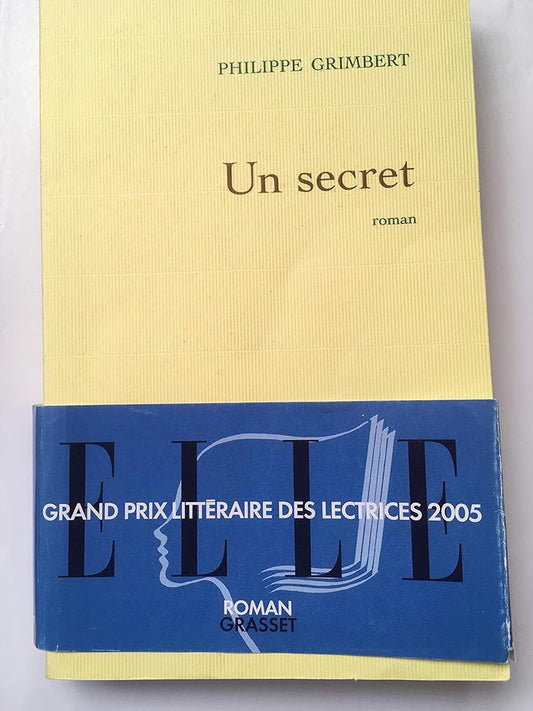 PHILIPPE GRIMBERT
Un secret
roman
ELLE
GRAND PRIX LITTÉRAIRE DES LECTRICES 2005
ROMAN
GRASSET